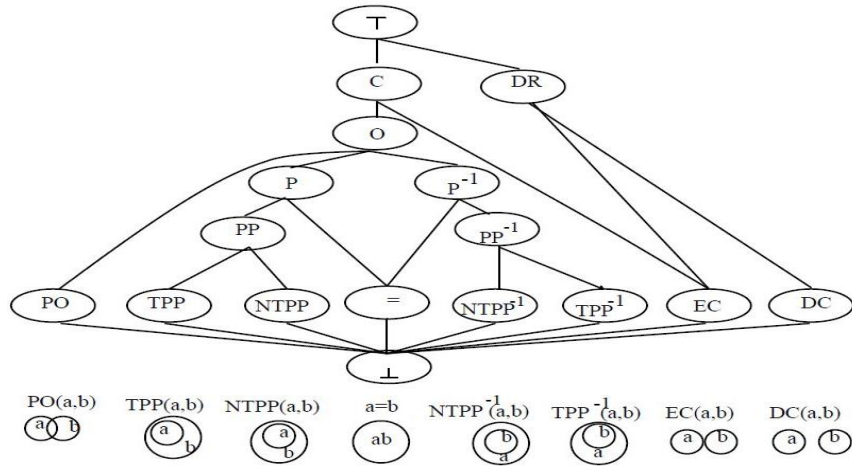 ⊤
C DR
O
P P⁻¹
PP PP⁻¹
PO TPP NTPP = NTPP⁻¹ TPP⁻¹ EC DC
⊥
PO(a,b) TPP(a,b) NTPP(a,b) a=b NTPP⁻¹(a,b) TPP⁻¹(a,b) EC(a,b) DC(a,b)
a b a b a b ab b a b a a b a b